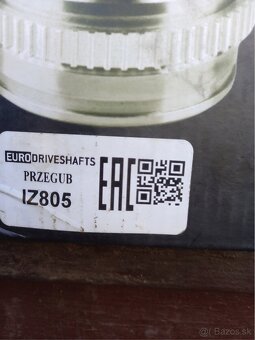 EURODRIVESHAFTS
PRZEGUB
IZ805
EAC
Bazos.sk